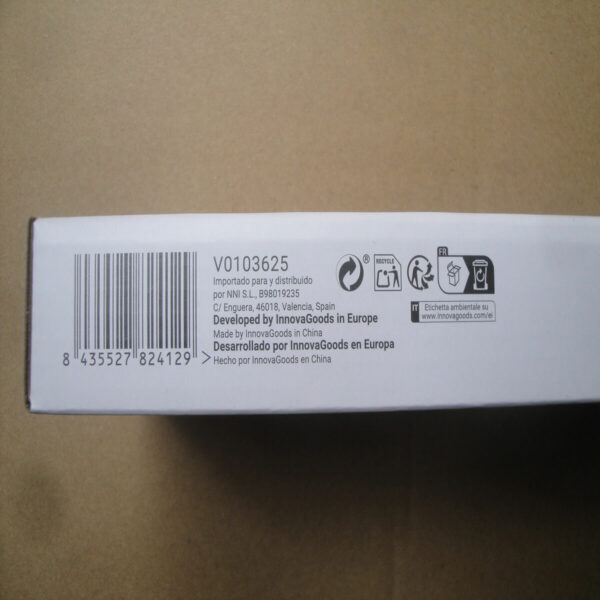 V0103625
Importado para y distribuido
por NNI S.L., B98019235
C/ Enguera, 46018, Valencia, Spain
Developed by InnovaGoods in Europe
Made by InnovaGoods in China
Desarrollado por InnovaGoods en Europa
Hecho por InnovaGoods en China
8 435527 824129 >
®
RECYCLE
FR
IT Etichetta ambientale su
www.innovagoods.com/ei